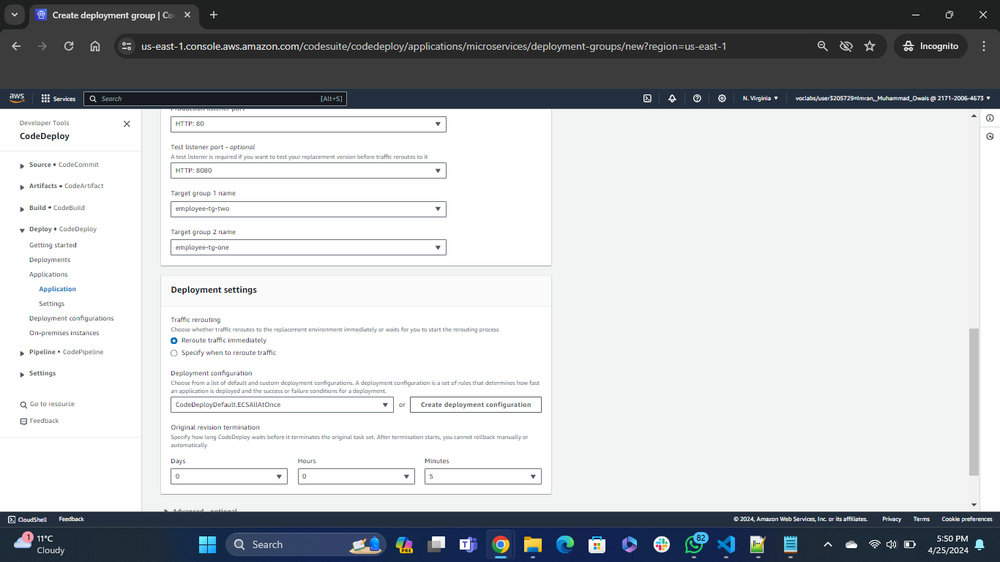 Create deployment group | Co
us-east-1.console.aws.amazon.com/codesuite/codedeploy/applications/microservices/deployment-groups/new?region=us-east-1
Incognito
aws
Services
Search
[Alt+S]
N. Virginia
voclabs/user3205729=Imran,_Muhammad_Owais @ 2171-2006-4673
Developer Tools
CodeDeploy
Source • CodeCommit
Artifacts • CodeArtifact
Build • CodeBuild
Deploy • CodeDeploy
Getting started
Deployments
Applications
Application
Settings
Deployment configurations
On-premises instances
Pipeline • CodePipeline
Settings
Go to resource
Feedback
Production listener port
HTTP: 80
Test listener port - optional
A test listener is required if you want to test your replacement version before traffic reroutes to it
HTTP: 8080
Target group 1 name
employee-tg-two
Target group 2 name
employee-tg-one
Deployment settings
Traffic rerouting
Choose whether traffic reroutes to the replacement environment immediately or waits for you to start the rerouting process
Reroute traffic immediately
Specify when to reroute traffic
Deployment configuration
Choose from a list of default and custom deployment configurations. A deployment configuration is a set of rules that determines how fast
an application is deployed and the success or failure conditions for a deployment.
CodeDeployDefault.ECSAllAtOnce
or
Create deployment configuration
Original revision termination
Specify how long CodeDeploy waits before it terminates the original task set. After termination starts, you cannot rollback manually or
automatically
Days
Hours
Minutes
0
0
5
Advanced - optional
CloudShell
Feedback
© 2024, Amazon Web Services, Inc. or its affiliates.
Privacy
Terms
Cookie preferences
1
11°C
Cloudy
Search
PRE
82
5:50 PM
4/25/2024